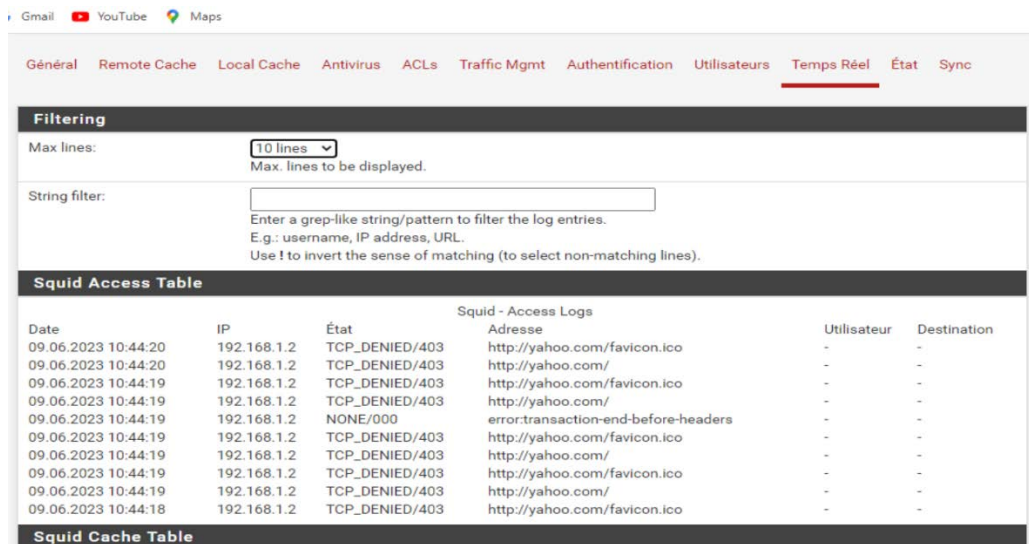 Gmail YouTube Maps
Général Remote Cache Local Cache Antivirus ACLs Traffic Mgmt Authentification Utilisateurs Temps Réel État Sync
Filtering
Max lines: 10 lines
Max. lines to be displayed.
String filter:
Enter a grep-like string/pattern to filter the log entries.
E.g.: username, IP address, URL.
Use ! to invert the sense of matching (to select non-matching lines).
Squid Access Table
Squid - Access Logs
Date IP État Adresse Utilisateur Destination
09.06.2023 10:44:20 192.168.1.2 TCP_DENIED/403 http://yahoo.com/favicon.ico - -
09.06.2023 10:44:20 192.168.1.2 TCP_DENIED/403 http://yahoo.com/ - -
09.06.2023 10:44:19 192.168.1.2 TCP_DENIED/403 http://yahoo.com/favicon.ico - -
09.06.2023 10:44:19 192.168.1.2 TCP_DENIED/403 http://yahoo.com/ - -
09.06.2023 10:44:19 192.168.1.2 NONE/000 error:transaction-end-before-headers - -
09.06.2023 10:44:19 192.168.1.2 TCP_DENIED/403 http://yahoo.com/favicon.ico - -
09.06.2023 10:44:19 192.168.1.2 TCP_DENIED/403 http://yahoo.com/ - -
09.06.2023 10:44:19 192.168.1.2 TCP_DENIED/403 http://yahoo.com/favicon.ico - -
09.06.2023 10:44:19 192.168.1.2 TCP_DENIED/403 http://yahoo.com/ - -
09.06.2023 10:44:18 192.168.1.2 TCP_DENIED/403 http://yahoo.com/favicon.ico - -
Squid Cache Table